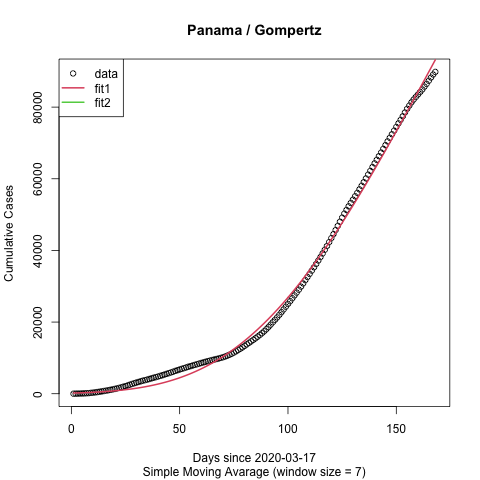 Panama / Gompertz
data
fit1
fit2
Cumulative Cases
80000
60000
40000
20000
0
0 50 100 150
Days since 2020-03-17
Simple Moving Avarage (window size = 7)